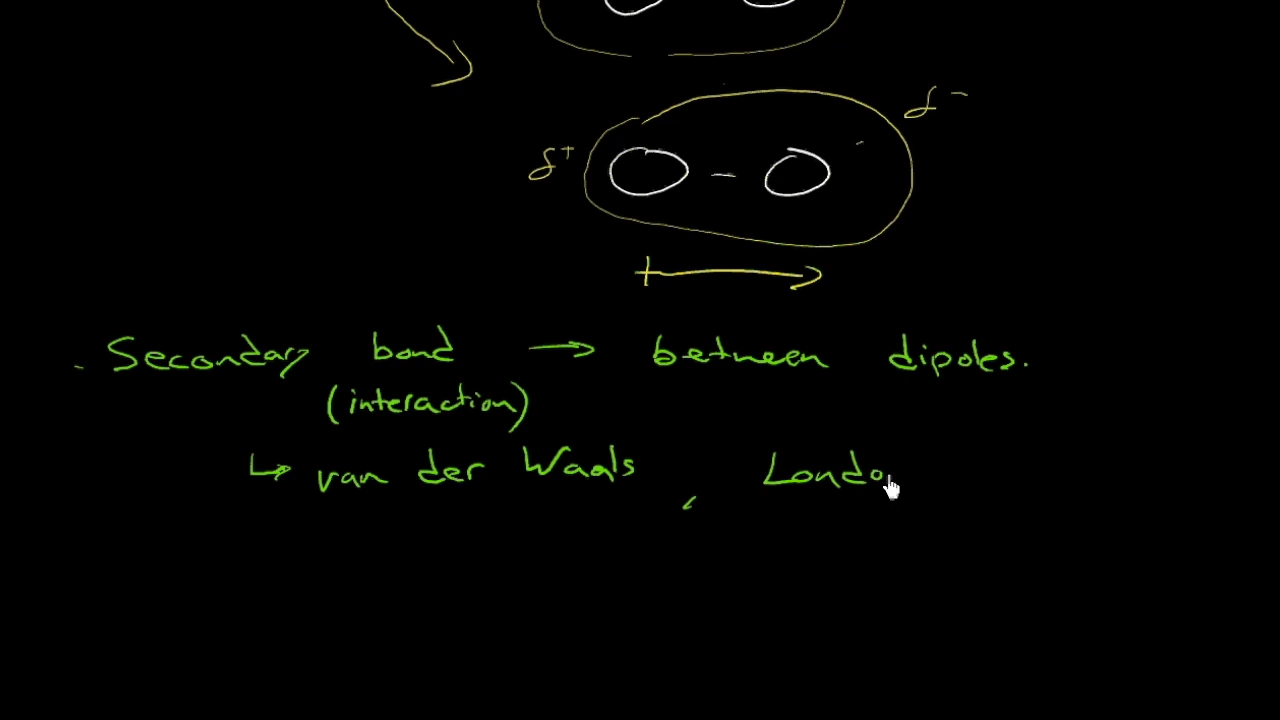 δ⁻
δ⁺ -
Secondary bond → between dipoles.
(interaction)
↳ van der Waals , Londo